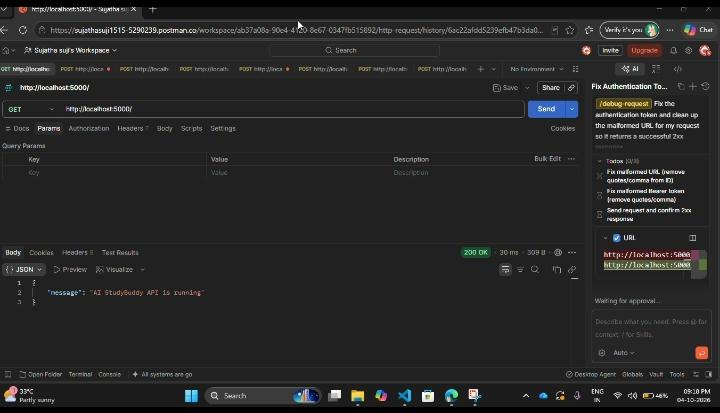 http://localhost:5000/ - Sujatha su
https://sujathasuji1515-5290239.postman.co/workspace/ab37a08a-90e4-4120-8e67-0347fb515892/http-request/history/6ac22afdd5239efb47b3da0...
Verify it's you
Chat
Sujatha suji's Workspace
Search
Invite
Upgrade
GET http://localho
POST http://loca
POST http://localh
POST http://localh
POST http://loca
POST http://localh
POST http://localh
POST http://localh
No Environment
AI
http://localhost:5000/
Save
Share
Fix Authentication To...
GET
http://localhost:5000/
Send
/debug-request Fix the
authentication token and clean up
the malformed URL for my request
so it returns a successful 2xx
response
Docs
Params
Authorization
Headers 7
Body
Scripts
Settings
Cookies
Query Params
Key
Value
Description
Bulk Edit
Key
Value
Description
Todos (0/3)
Fix malformed URL (remove
quotes/comma from ID)
Fix malformed Bearer token
(remove quotes/comma)
Send request and confirm 2xx
response
URL
http://localhost:5000
http://localhost:5000
Waiting for approval...
Describe what you need. Press @ for
context, / for Skills.
Auto
Body
Cookies
Headers 8
Test Results
200 OK
30 ms
309 B
{ } JSON
Preview
Visualize
1 {
2 "message": "AI StudyBuddy API is running"
3 }
Open Folder
Terminal
Console
All systems are go
Desktop Agent
Globals
Vault
Tools
33°C
Partly sunny
Search
ENG
IN
46%
09:18 PM
04-10-2026